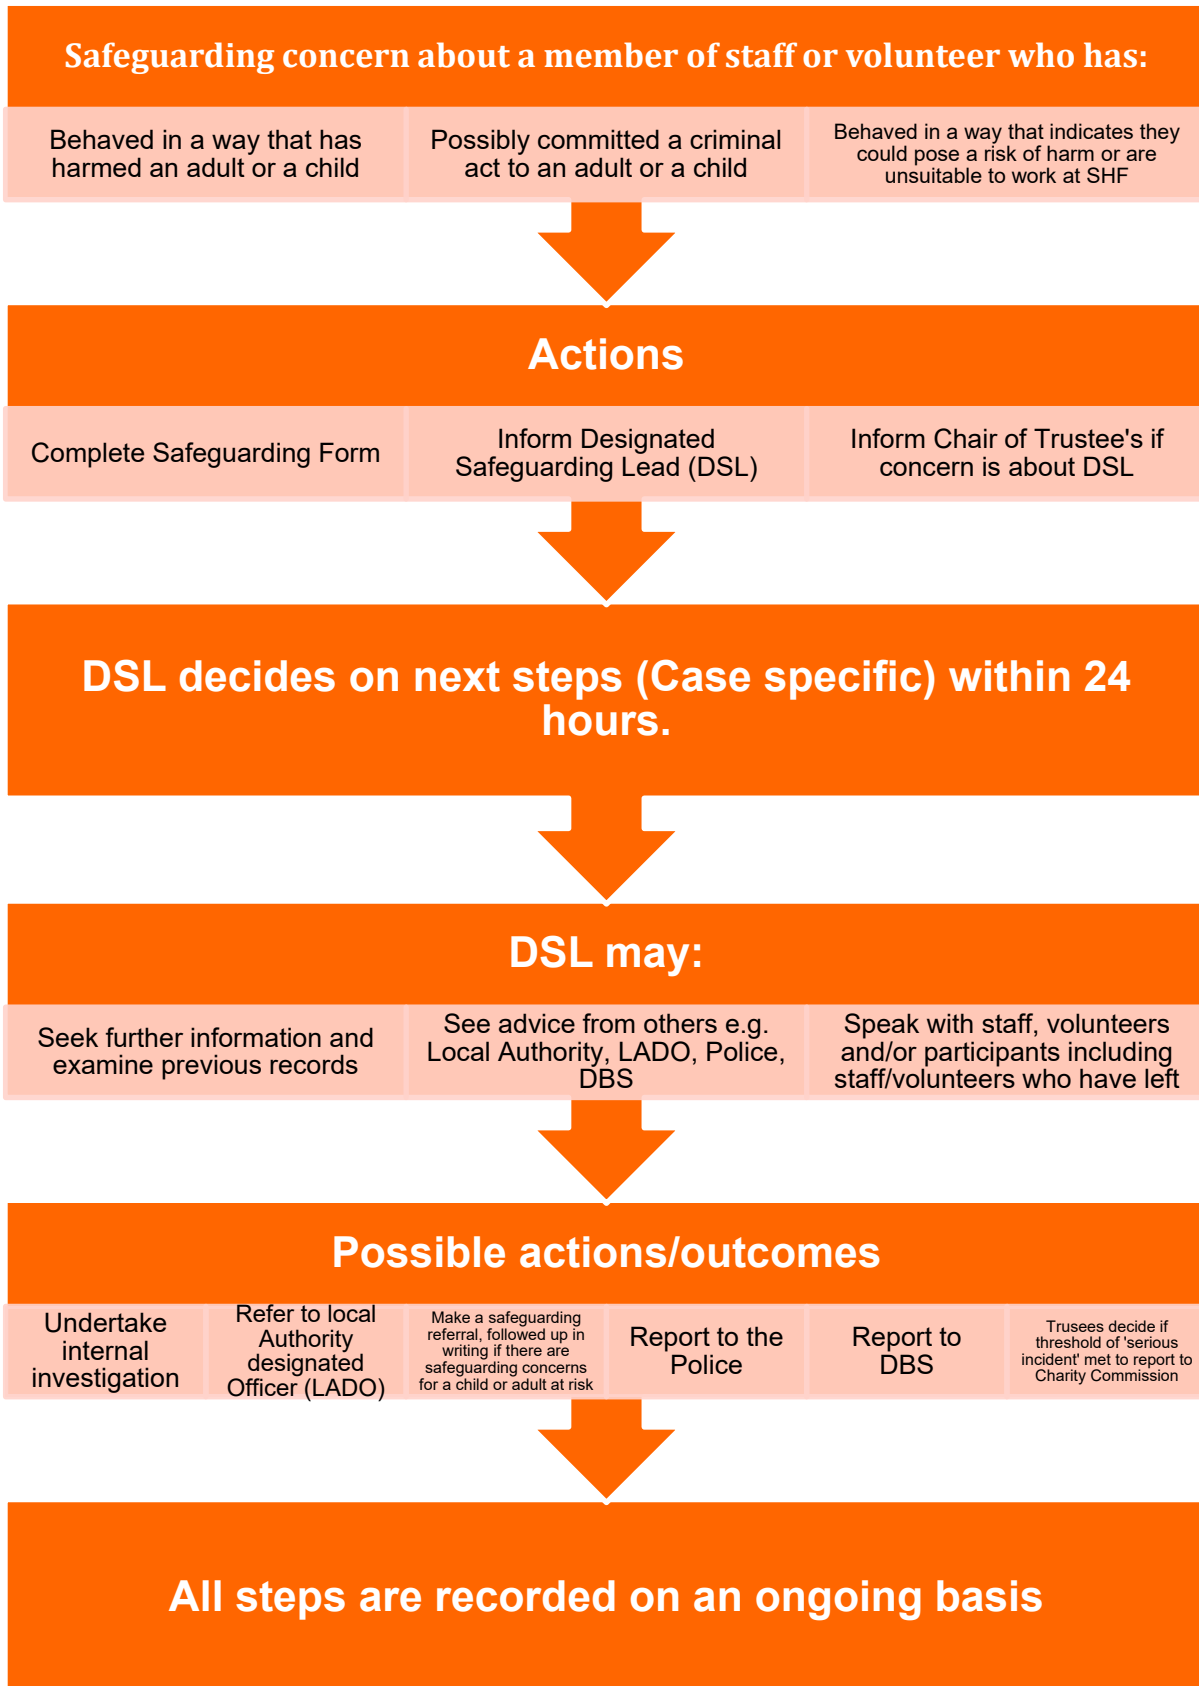 Safeguarding concern about a member of staff or volunteer who has:
Behaved in a way that has
harmed an adult or a child
Possibly committed a criminal
act to an adult or a child
Behaved in a way that indicates they
could pose a risk of harm or are
unsuitable to work at SHF
Actions
Complete Safeguarding Form
Inform Designated
Safeguarding Lead (DSL)
Inform Chair of Trustee's if
concern is about DSL
DSL decides on next steps (Case specific) within 24
hours.
DSL may:
Seek further information and
examine previous records
See advice from others e.g.
Local Authority, LADO, Police,
DBS
Speak with staff, volunteers
and/or participants including
staff/volunteers who have left
Possible actions/outcomes
Undertake
internal
investigation
Refer to local
Authority
designated
Officer (LADO)
Make a safeguarding
referral, followed up in
writing if there are
safeguarding concerns
for a child or adult at risk
Report to the
Police
Report to
DBS
Trusees decide if
threshold of 'serious
incident' met to report to
Charity Commission
All steps are recorded on an ongoing basis